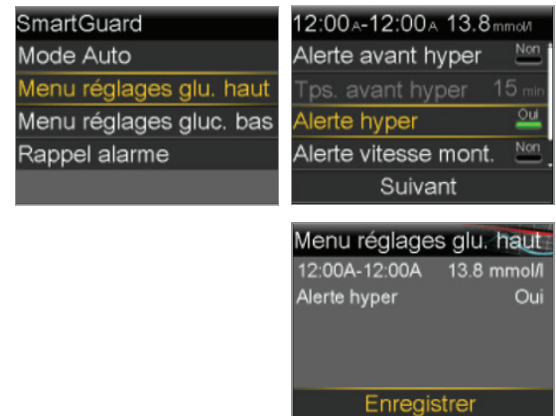 SmartGuard
Mode Auto
Menu réglages glu. haut
Menu réglages gluc. bas
Rappel alarme
12:00A-12:00A 13.8 mmol/l
Alerte avant hyper Non
Tps. avant hyper 15 min
Alerte hyper Oui
Alerte vitesse mont. Non
Suivant
Menu réglages glu. haut
12:00A-12:00A 13.8 mmol/l
Alerte hyper Oui
Enregistrer